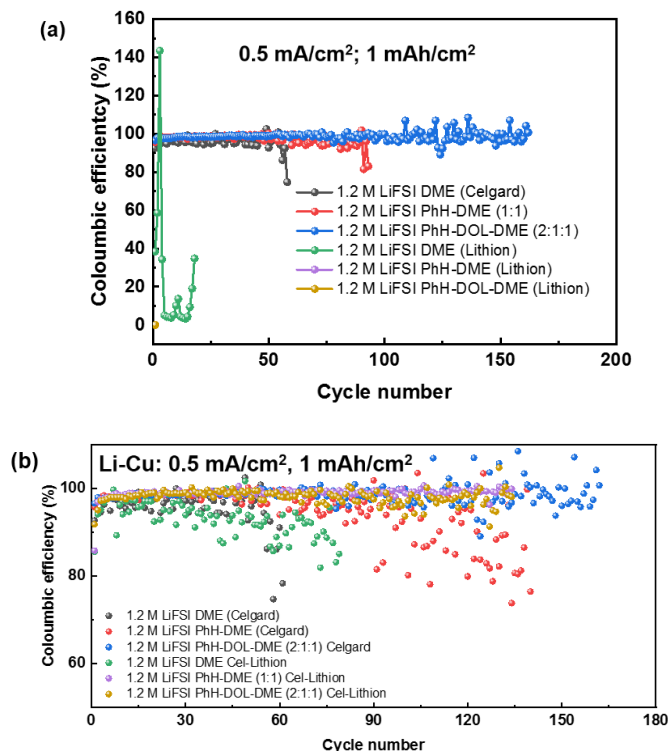 (a)
0.5 mA/cm²; 1 mAh/cm²
Coloumbic efficientcy (%)
160
140
120
100
80
60
40
20
0
1.2 M LiFSI DME (Celgard)
1.2 M LiFSI PhH-DME (1:1)
1.2 M LiFSI PhH-DOL-DME (2:1:1)
1.2 M LiFSI DME (Lithion)
1.2 M LiFSI PhH-DME (Lithion)
1.2 M LiFSI PhH-DOL-DME (Lithion)
0 50 100 150 200
Cycle number
(b)
Li-Cu: 0.5 mA/cm², 1 mAh/cm²
Coloumbic efficiency (%)
100
80
60
1.2 M LiFSI DME (Celgard)
1.2 M LiFSI PhH-DME (Celgard)
1.2 M LiFSI PhH-DOL-DME (2:1:1) Celgard
1.2 M LiFSI DME Cel-Lithion
1.2 M LiFSI PhH-DME (1:1) Cel-Lithion
1.2 M LiFSI PhH-DOL-DME (2:1:1) Cel-Lithion
0 30 60 90 120 150 180
Cycle number